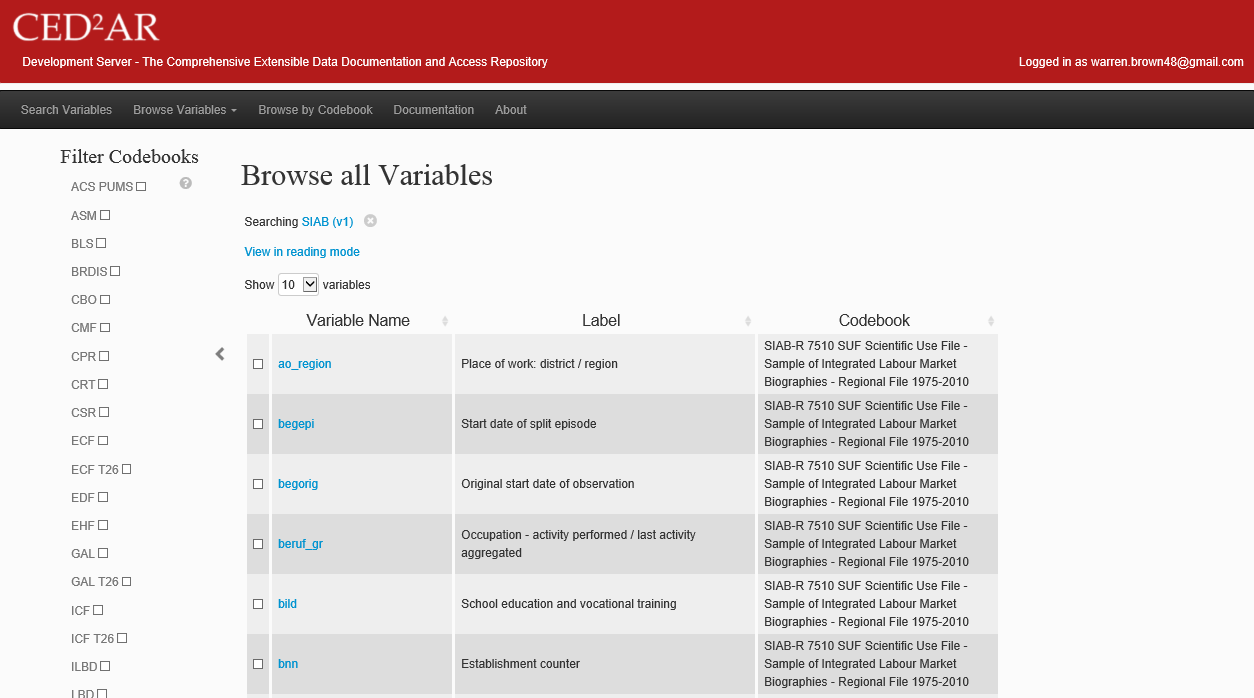 CED²AR
Development Server - The Comprehensive Extensible Data Documentation and Access Repository
Logged in as warren.brown48@gmail.com
Search Variables
Browse Variables
Browse by Codebook
Documentation
About
Filter Codebooks
ACS PUMS
?
ASM
BLS
BRDIS
CBO
CMF
CPR
CRT
CSR
ECF
ECF T26
EDF
EHF
GAL
GAL T26
ICF
ICF T26
ILBD
LBD
Browse all Variables
Searching SIAB (v1)
View in reading mode
Show 10 variables
Variable Name Label Codebook
ao_region
Place of work: district / region
SIAB-R 7510 SUF Scientific Use File -
Sample of Integrated Labour Market
Biographies - Regional File 1975-2010
begepi
Start date of split episode
SIAB-R 7510 SUF Scientific Use File -
Sample of Integrated Labour Market
Biographies - Regional File 1975-2010
begorig
Original start date of observation
SIAB-R 7510 SUF Scientific Use File -
Sample of Integrated Labour Market
Biographies - Regional File 1975-2010
beruf_gr
Occupation - activity performed / last activity
aggregated
SIAB-R 7510 SUF Scientific Use File -
Sample of Integrated Labour Market
Biographies - Regional File 1975-2010
bild
School education and vocational training
SIAB-R 7510 SUF Scientific Use File -
Sample of Integrated Labour Market
Biographies - Regional File 1975-2010
bnn
Establishment counter
SIAB-R 7510 SUF Scientific Use File -
Sample of Integrated Labour Market
Biographies - Regional File 1975-2010